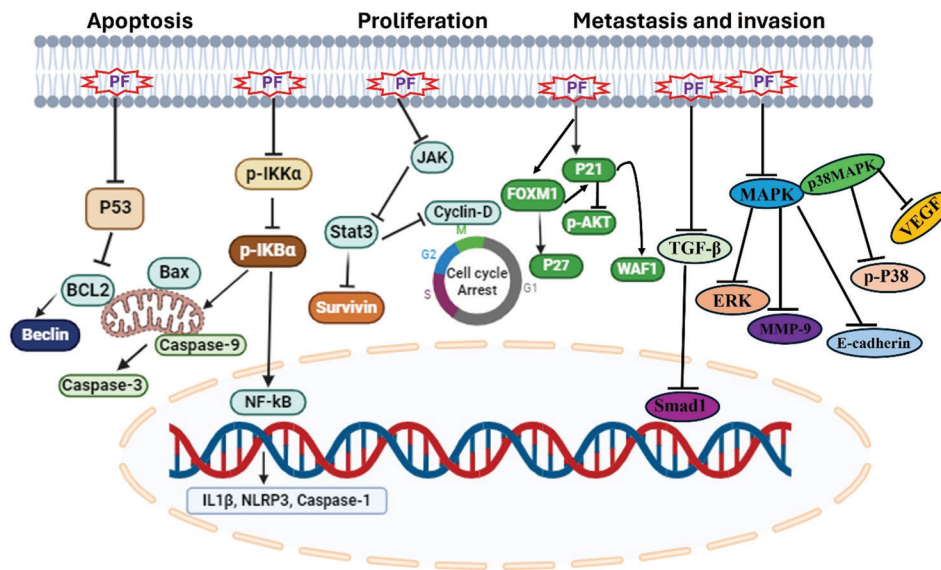 Apoptosis
Proliferation
Metastasis and invasion
PF
PF
PF
PF
PF
PF
P53
BCL2
Bax
Beclin
Caspase-9
Caspase-3
p-IKKα
p-IKBα
NF-kB
IL1β, NLRP3, Caspase-1
JAK
Stat3
Cyclin-D
Survivin
M
G2
S
G1
Cell cycle
Arrest
FOXM1
P21
p-AKT
P27
WAF1
TGF-β
Smad1
MAPK
p38MAPK
VEGF
p-P38
ERK
MMP-9
E-cadherin